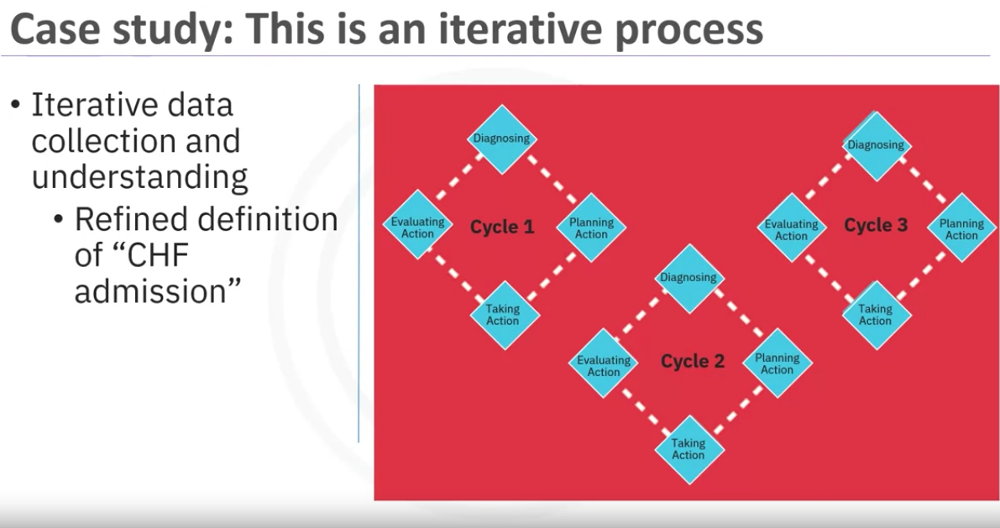 Case study: This is an iterative process
• Iterative data
collection and
understanding
• Refined definition
of “CHF
admission”
Diagnosing
Evaluating
Action
Cycle 1
Planning
Action
Taking
Action
Diagnosing
Evaluating
Action
Cycle 2
Planning
Action
Taking
Action
Diagnosing
Evaluating
Action
Cycle 3
Planning
Action
Taking
Action